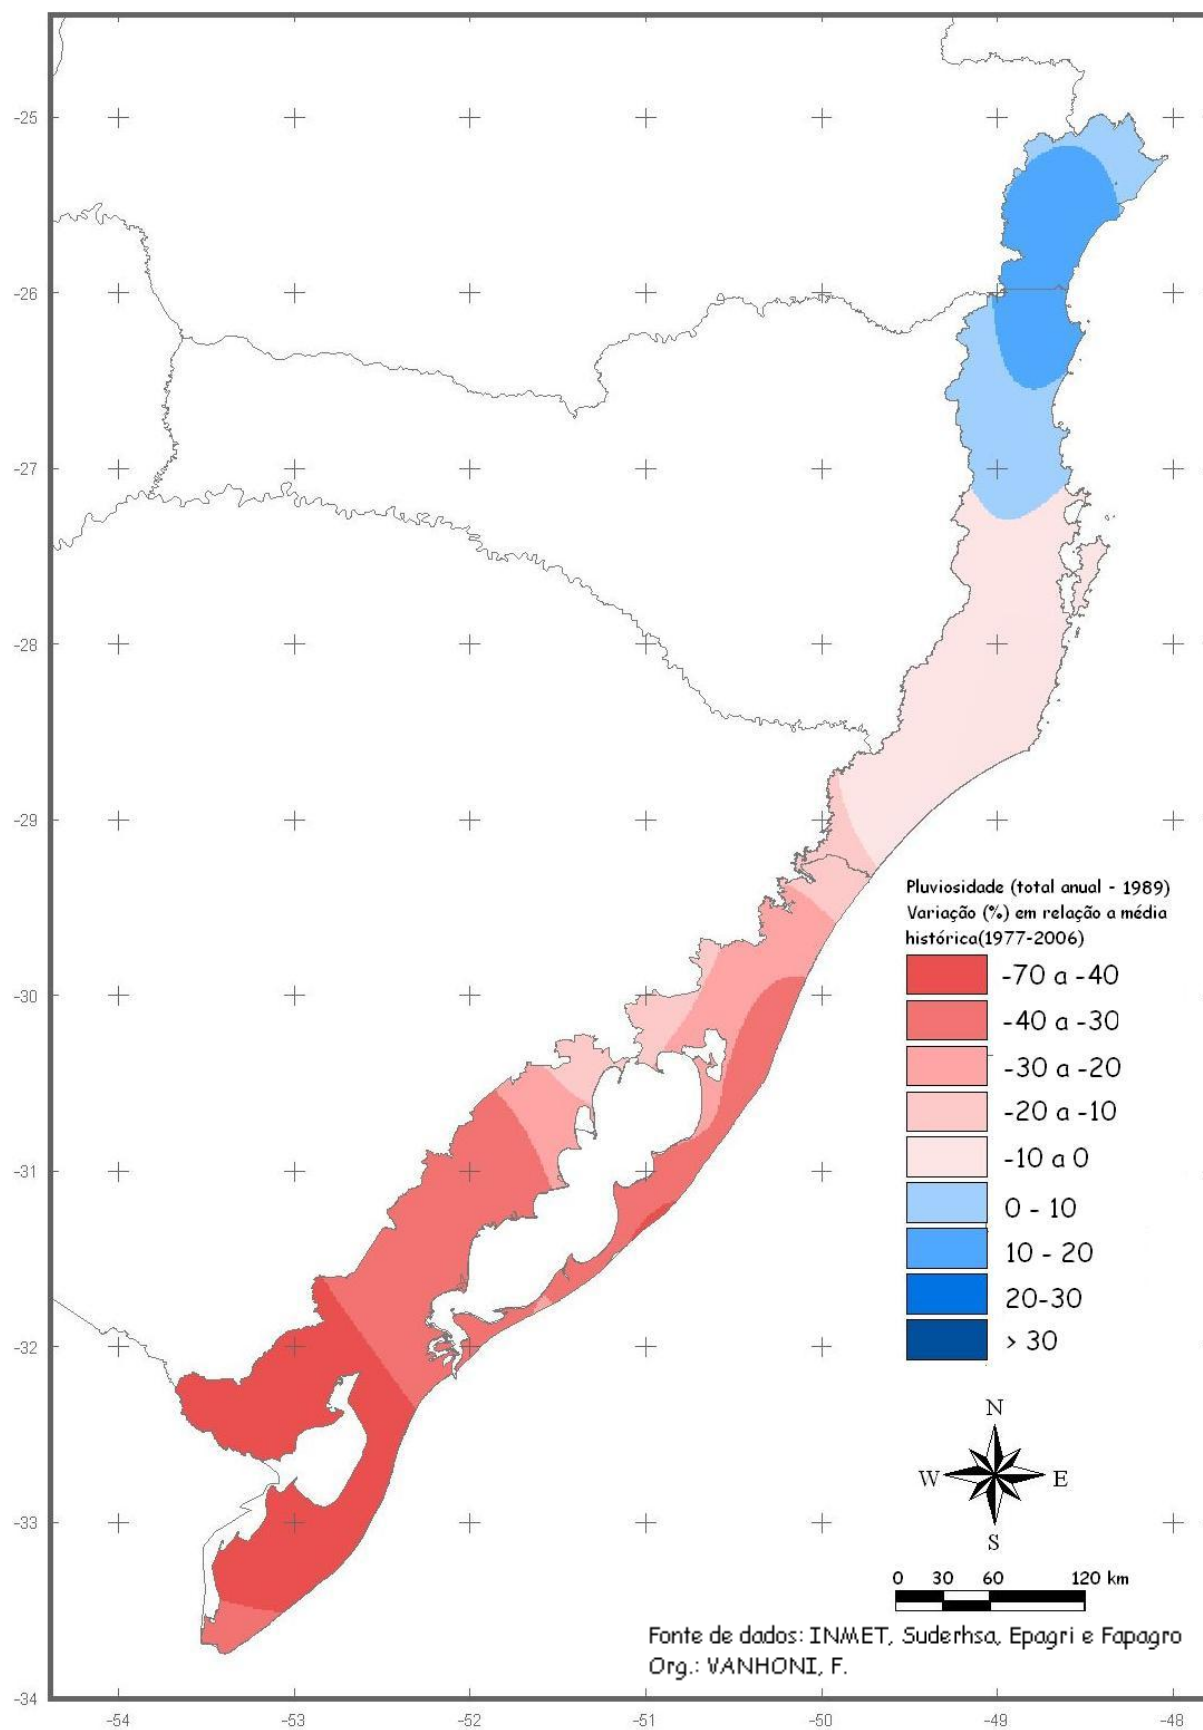 -25
-26
-27
-28
-29
-30
-31
-32
-33
-34
-54
-53
-52
-51
-50
-49
-48
Pluviosidade (total anual - 1989)
Variação (%) em relação a média
histórica(1977-2006)
-70 a -40
-40 a -30
-30 a -20
-20 a -10
-10 a 0
0 - 10
10 - 20
20-30
> 30
N
W E
S
0 30 60 120 km
Fonte de dados: INMET, Suderhsa, Epagri e Fapagro
Org.: VANHONI, F.